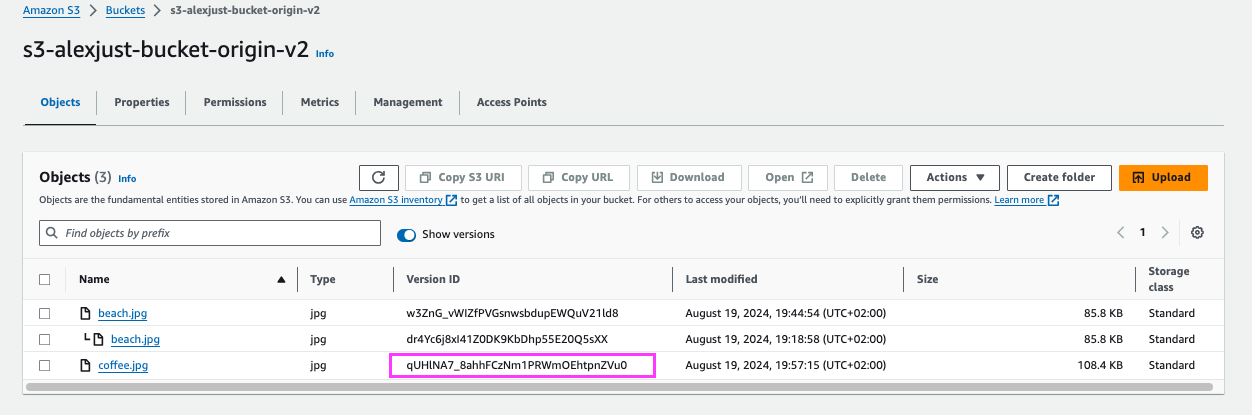 Amazon S3 > Buckets > s3-alexjust-bucket-origin-v2
s3-alexjust-bucket-origin-v2 Info
Objects Properties Permissions Metrics Management Access Points
Objects (3) Info Copy S3 URI Copy URL Download Open Delete Actions Create folder Upload
Objects are the fundamental entities stored in Amazon S3. You can use Amazon S3 inventory to get a list of all objects in your bucket. For others to access your objects, you'll need to explicitly grant them permissions. Learn more
Find objects by prefix Show versions 1
Name Type Version ID Last modified Size Storage class
beach.jpg jpg w3ZnG_vWIZfPVGsnwsbdupEWQuV21ld8 August 19, 2024, 19:44:54 (UTC+02:00) 85.8 KB Standard
beach.jpg jpg dr4Yc6j8xI41Z0DK9KbDhp55E20Q5sXX August 19, 2024, 19:18:58 (UTC+02:00) 85.8 KB Standard
coffee.jpg jpg qUHlNA7_8ahhFCzNm1PRWmOEhtpnZVu0 August 19, 2024, 19:57:15 (UTC+02:00) 108.4 KB Standard